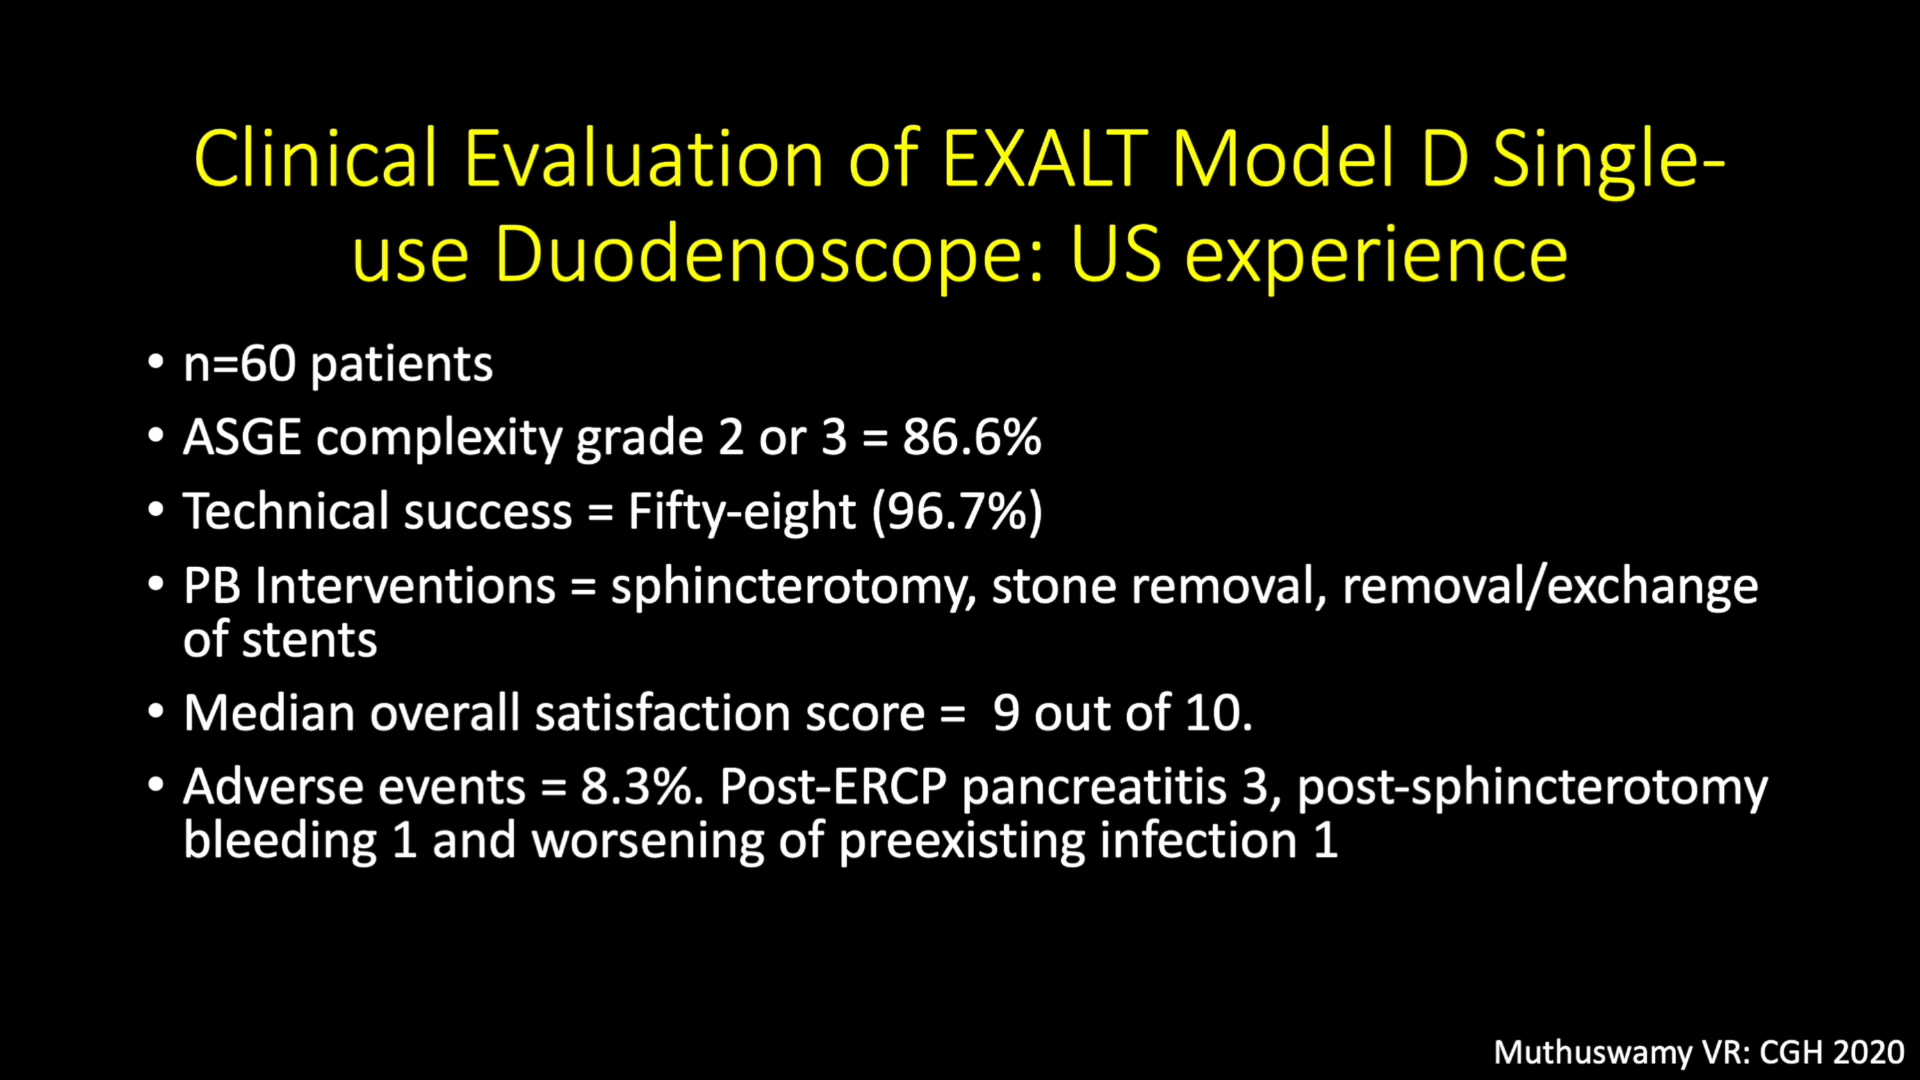 Clinical Evaluation of EXALT Model D Single-
use Duodenoscope: US experience
• n=60 patients
• ASGE complexity grade 2 or 3 = 86.6%
• Technical success = Fifty-eight (96.7%)
• PB Interventions = sphincterotomy, stone removal, removal/exchange
of stents
• Median overall satisfaction score =  9 out of 10.
• Adverse events = 8.3%. Post-ERCP pancreatitis 3, post-sphincterotomy
bleeding 1 and worsening of preexisting infection 1
Muthuswamy VR: CGH 2020